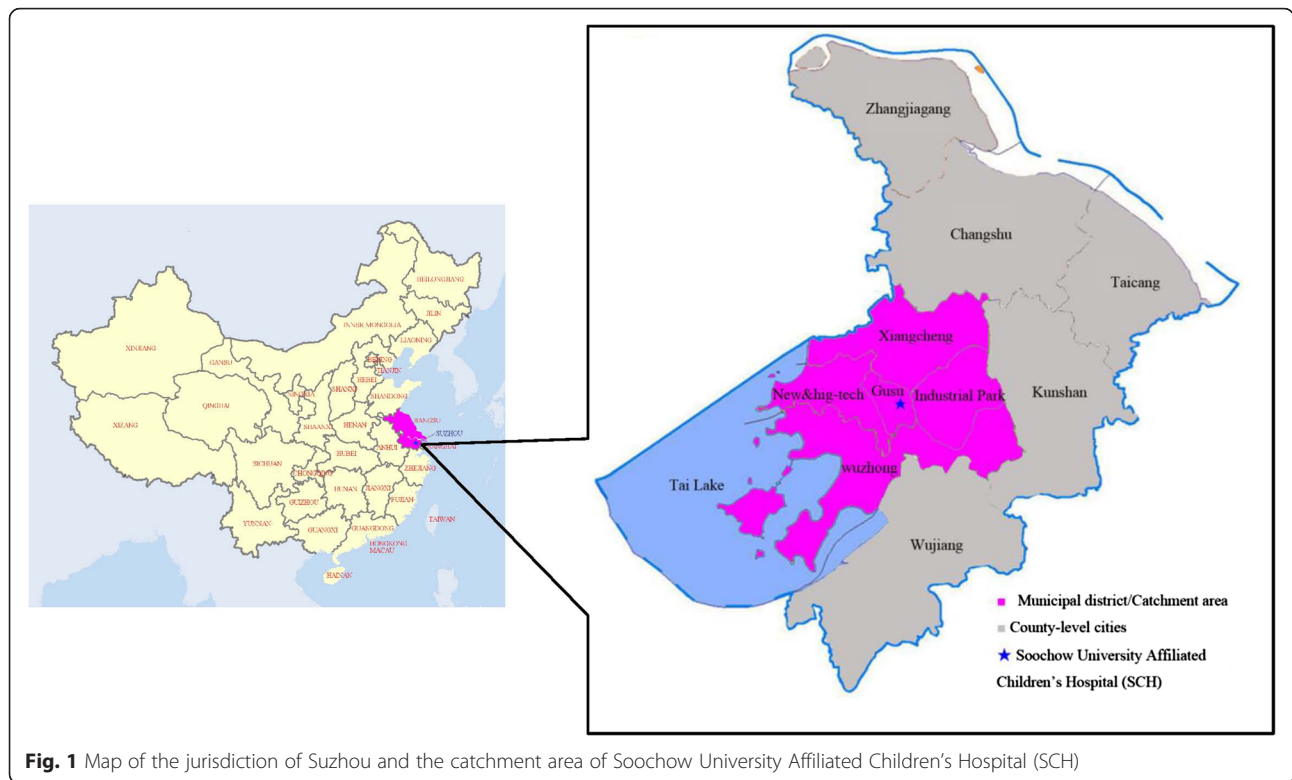 HEILONGJIANG
JILIN
INNER MONGOLIA
LIAONING
XINJIANG
GANSU
BEIJING
TIANJIN
HEBEI
SHANXI
NINGXIA
SHANDONG
QINGHAI
SHAANXI
HENAN
JIANGSU
SUZHOU
XIZANG
ANHUI
SHANGHAI
HUBEI
SICHUAN
CHONGQING
ZHEJIANG
HUNAN
JIANGXI
GUIZHOU
FUJIAN
YUNNAN
GUANGXI
GUANGDONG
TAIWAN
HONGKONG
MACAU
HAINAN
Zhangjiagang
Changshu
Taicang
Xiangcheng
Kunshan
New&hig-tech
Gusu
Industrial Park
wuzhong
Tai Lake
Wujiang
Municipal district/Catchment area
County-level cities
Soochow University Affiliated
Children's Hospital (SCH)
Fig. 1 Map of the jurisdiction of Suzhou and the catchment area of Soochow University Affiliated Children's Hospital (SCH)